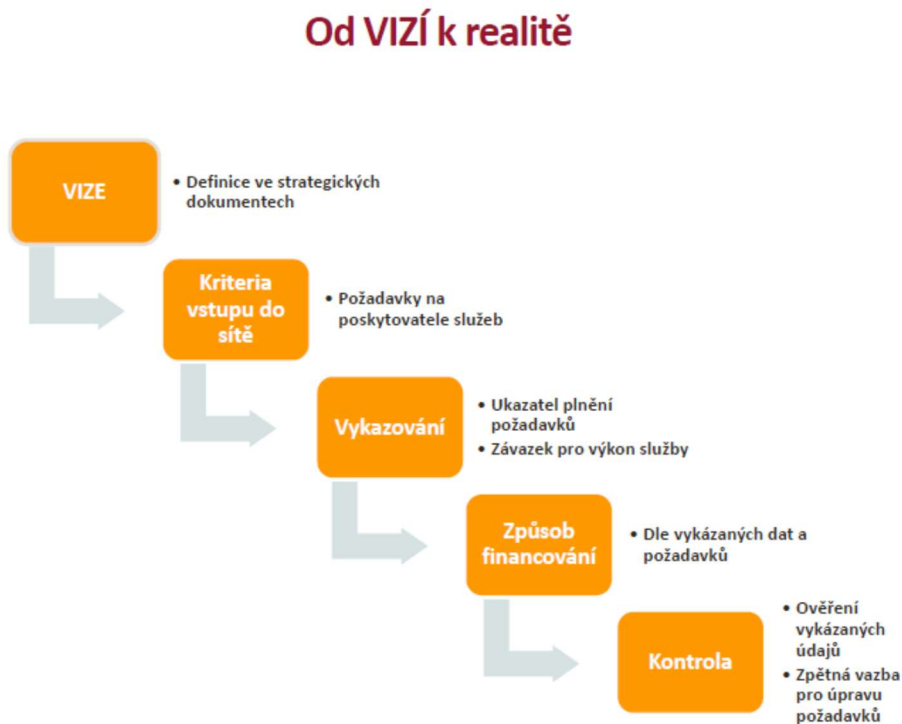 Od VIZÍ k realitě
VIZE
• Definice ve strategických
dokumentech
Kriteria
vstupu do
sítě
• Požadavky na
poskytovatele služeb
Vykazování
• Ukazatel plnění
požadavků
• Závazek pro výkon služby
Způsob
financování
• Dle vykázaných dat a
požadavků
Kontrola
• Ověření
vykázaných
údajů
• Zpětná vazba
pro úpravu
požadavků